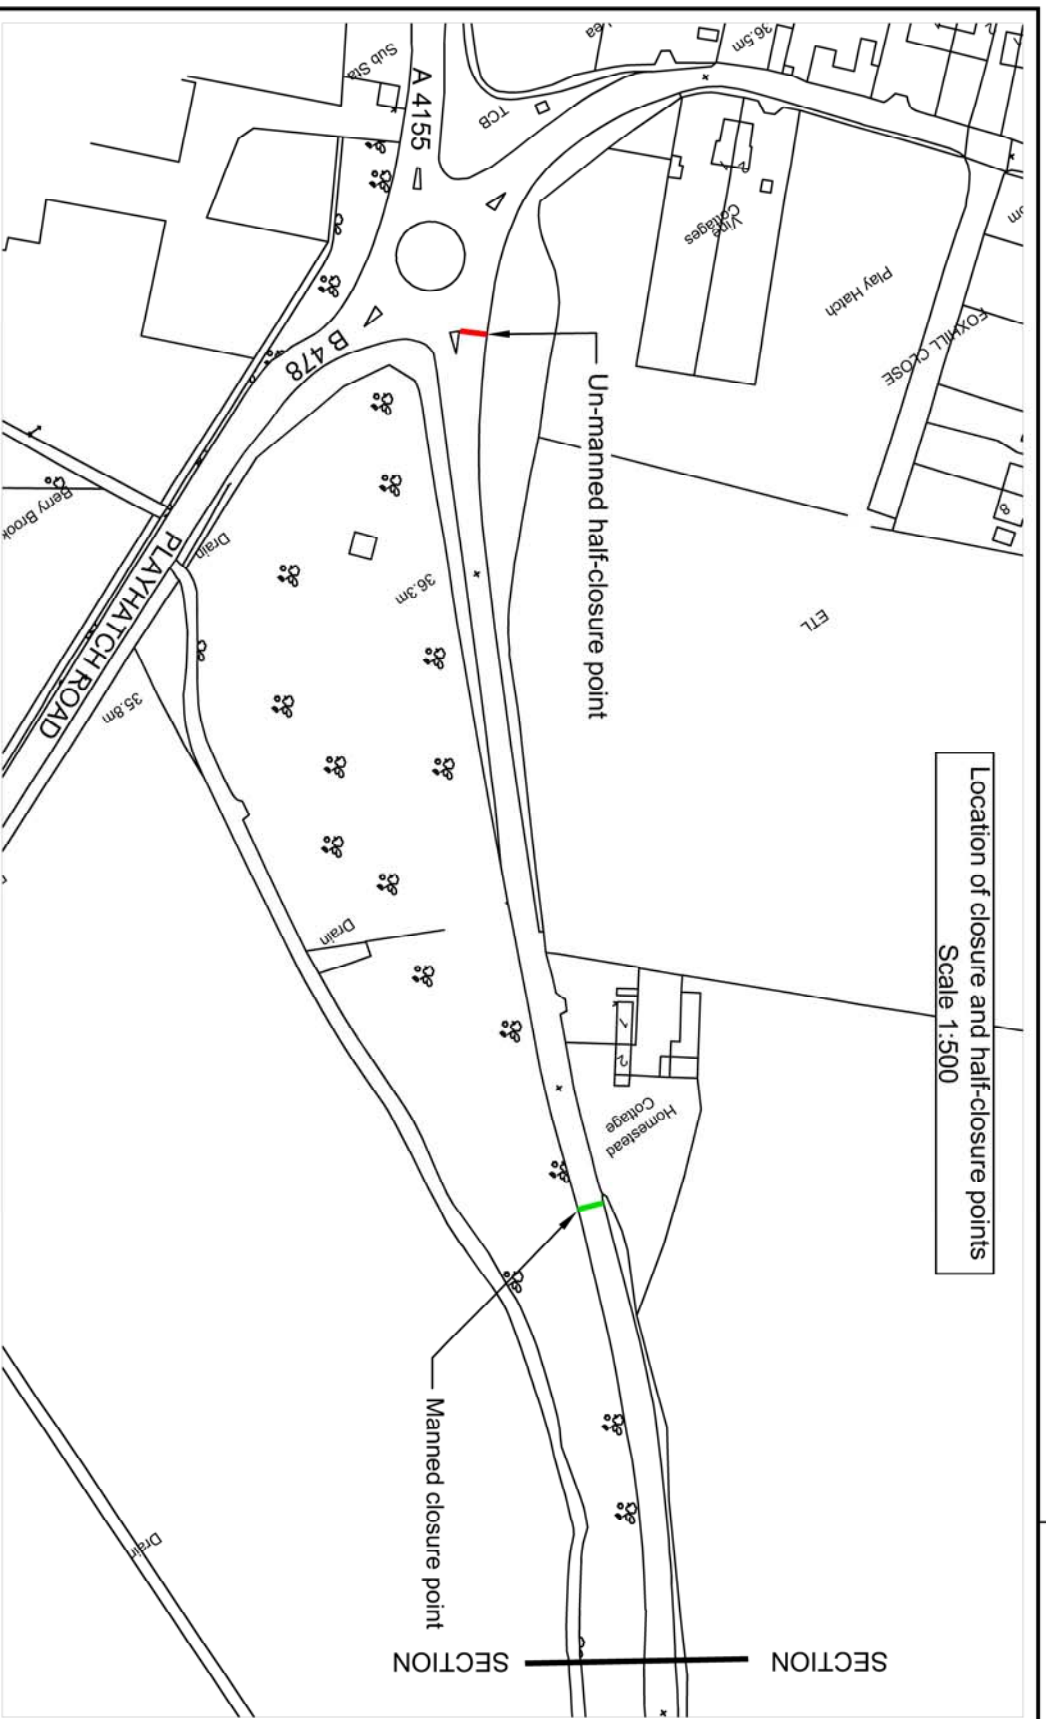 Location of closure and half-closure points
Scale 1:500
Un-manned half-closure point
Manned closure point
A 4155
B 478
PLAYHATCH ROAD
Sub Sta
TCB
36.5m
1
2
Vine
Cottages
Play Hatch
FOXHILL CLOSE
8
ETL
36.3m
Drain
Berry Brook
35.8m
Drain
1
2
Homestead
Cottage
Drain
SECTION
SECTION